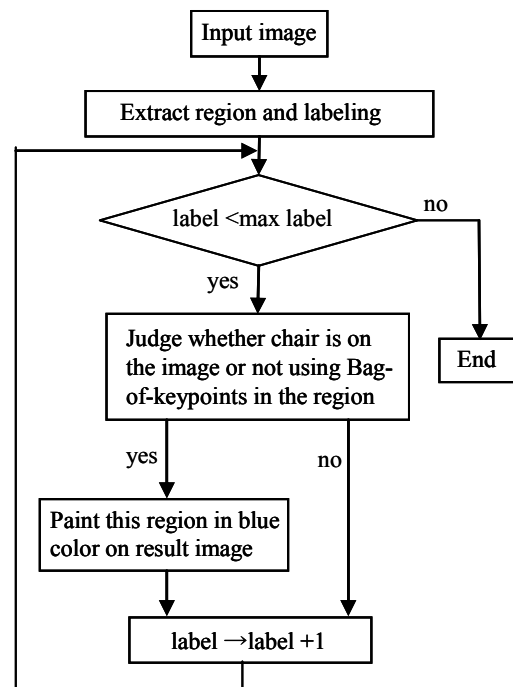 Input image
Extract region and labeling
label <max label
no
yes
Judge whether chair is on
the image or not using Bag-
of-keypoints in the region
End
yes
no
Paint this region in blue
color on result image
label →label +1